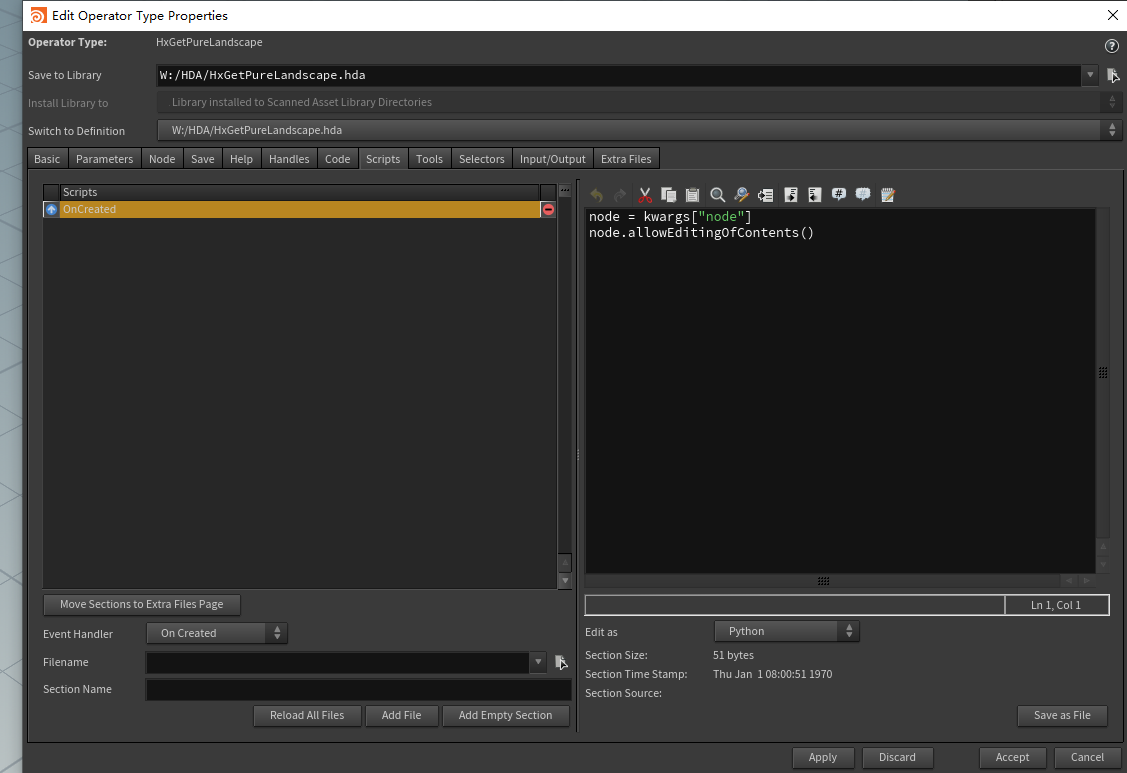 Edit Operator Type Properties
Operator Type: HxGetPureLandscape
Save to Library W:/HDA/HxGetPureLandscape.hda
Install Library to Library installed to Scanned Asset Library Directories
Switch to Definition W:/HDA/HxGetPureLandscape.hda
Basic Parameters Node Save Help Handles Code Scripts Tools Selectors Input/Output Extra Files
Scripts
OnCreated
node = kwargs["node"]
node.allowEditingOfContents()
Move Sections to Extra Files Page
Ln 1, Col 1
Event Handler On Created
Edit as Python
Filename
Section Size: 51 bytes
Section Time Stamp: Thu Jan 1 08:00:51 1970
Section Name
Section Source:
Reload All Files Add File Add Empty Section Save as File
Apply Discard Accept Cancel